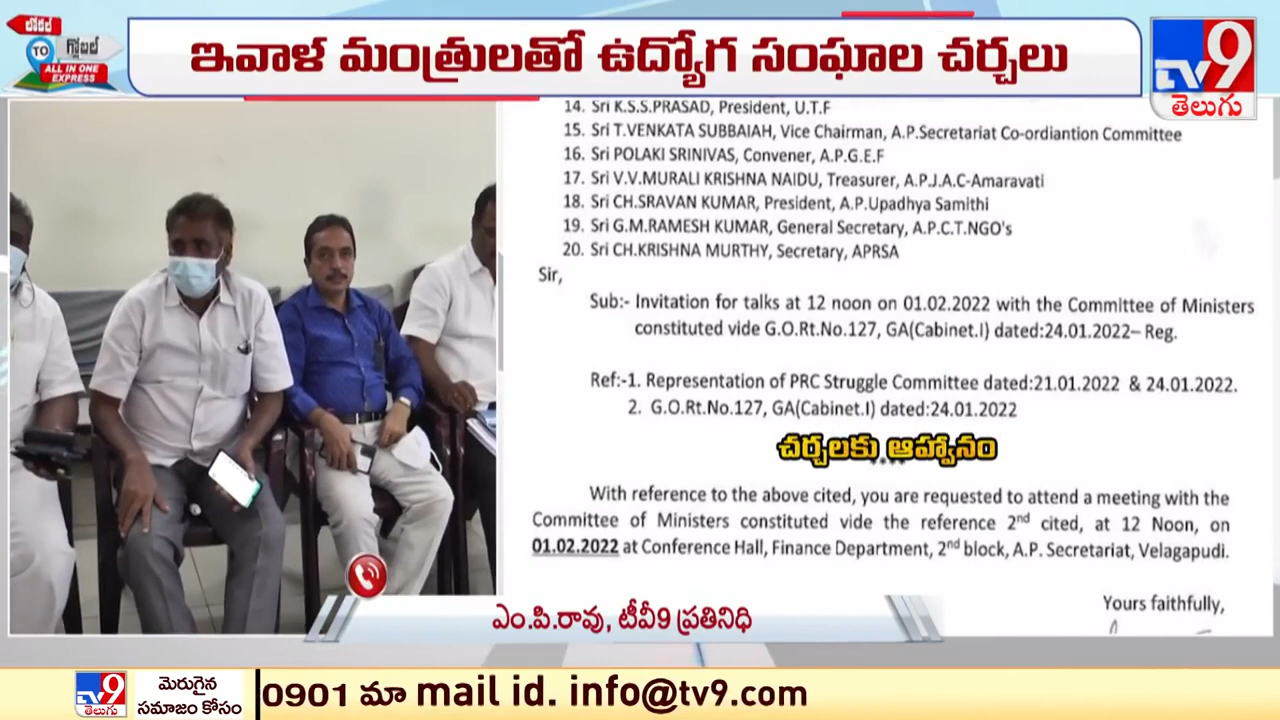 లోకల్
TO
గ్లోబల్
ALL IN ONE
EXPRESS
ఇవాళ మంత్రులతో ఉద్యోగ సంఘాల చర్చలు
TV9
తెలుగు
14. Sri K.S.S.PRASAD, President, U.T.F
15. Sri T.VENKATA SUBBAIAH, Vice Chairman, A.P.Secretariat Co-ordiantion Committee
16. Sri POLAKI SRINIVAS, Convener, A.P.G.E.F
17. Sri V.V.MURALI KRISHNA NAIDU, Treasurer, A.P.J.A.C-Amaravati
18. Sri CH.SRAVAN KUMAR, President, A.P.Upadhya Samithi
19. Sri G.M.RAMESH KUMAR, General Secretary, A.P.C.T.NGO's
20. Sri CH.KRISHNA MURTHY, Secretary, APRSA
Sir,
Sub:- Invitation for talks at 12 noon on 01.02.2022 with the Committee of Ministers
constituted vide G.O.Rt.No.127, GA(Cabinet.I) dated:24.01.2022– Reg.
Ref:-1. Representation of PRC Struggle Committee dated:21.01.2022 & 24.01.2022.
2. G.O.Rt.No.127, GA(Cabinet.I) dated:24.01.2022
చర్చలకు ఆహ్వానం
With reference to the above cited, you are requested to attend a meeting with the
Committee of Ministers constituted vide the reference 2nd cited, at 12 Noon, on
01.02.2022 at Conference Hall, Finance Department, 2nd block, A.P. Secretariat, Velagapudi.
Yours faithfully,
ఎం.పి.రావు, టీవీ9 ప్రతినిధి
TV9
తెలుగు
మెరుగైన
సమాజం కోసం
0901 మా mail id. info@tv9.com